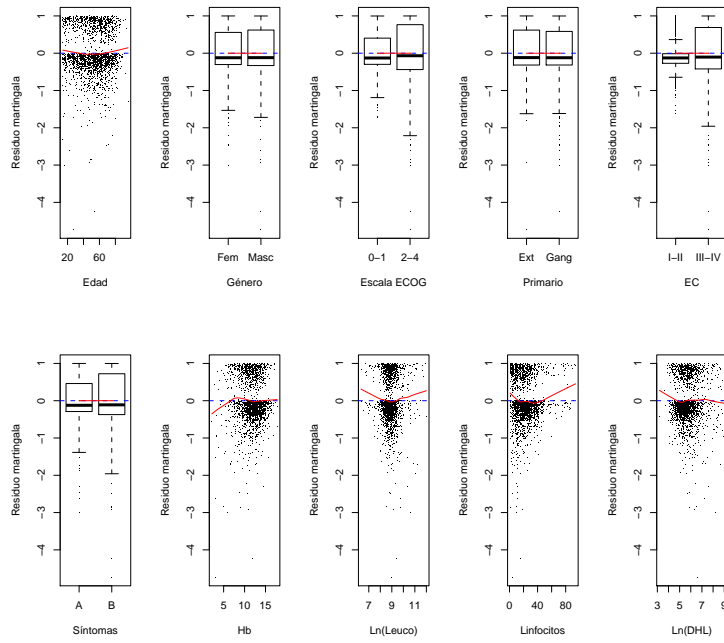 Residuo martingala
1
0
−1
−2
−3
−4
20 60
Edad
Residuo martingala
1
0
−1
−2
−3
−4
Fem Masc
Género
Residuo martingala
1
0
−1
−2
−3
−4
0−1 2−4
Escala ECOG
Residuo martingala
1
0
−1
−2
−3
−4
Ext Gang
Primario
Residuo martingala
1
0
−1
−2
−3
−4
I−II III−IV
EC
Residuo martingala
1
0
−1
−2
−3
−4
A B
Síntomas
Residuo martingala
1
0
−1
−2
−3
−4
5 10 15
Hb
Residuo martingala
1
0
−1
−2
−3
−4
7 9 11
Ln(Leuco)
Residuo martingala
1
0
−1
−2
−3
−4
0 40 80
Linfocitos
Residuo martingala
1
0
−1
−2
−3
−4
3 5 7 9
Ln(DHL)